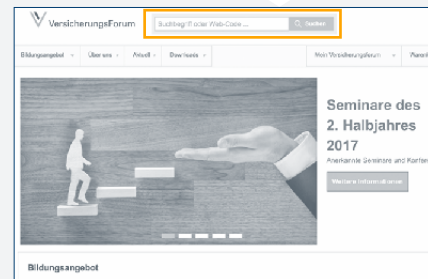 VersicherungsForum
Suchbegriff oder Web-Code ...
Suchen
Bildungsangebot
Über uns
Aktuell
Downloads
Mein Versicherungsforum
Seminare des
2. Halbjahres
2017
Anerkannte Seminare und
Weitere Informationen
Bildungsangebot